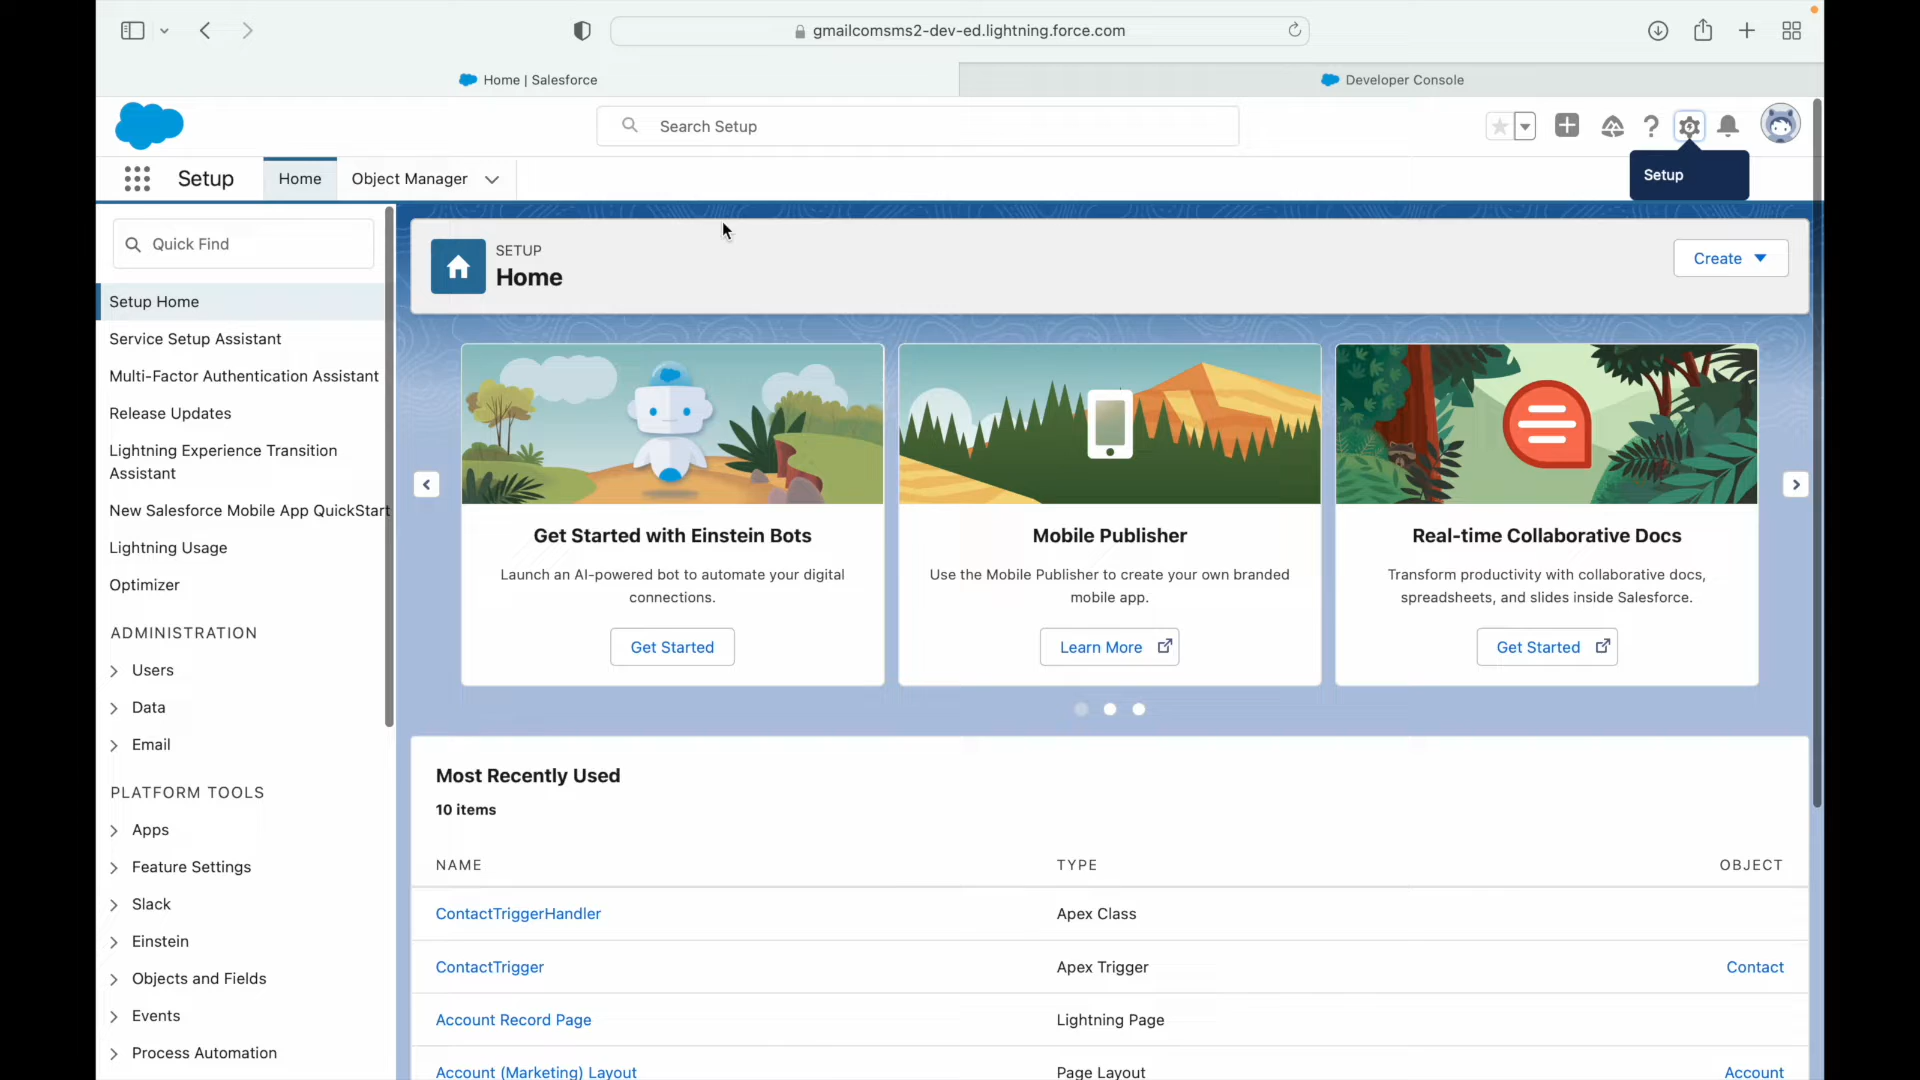 gmailcomsms2-dev-ed.lightning.force.com
Home | Salesforce
Developer Console
Search Setup
Setup
Home
Object Manager
Setup
Quick Find
SETUP
Home
Create
Setup Home
Service Setup Assistant
Multi-Factor Authentication Assistant
Release Updates
Lightning Experience Transition
Assistant
New Salesforce Mobile App QuickStart
Lightning Usage
Optimizer
ADMINISTRATION
Users
Data
Email
PLATFORM TOOLS
Apps
Feature Settings
Slack
Einstein
Objects and Fields
Events
Process Automation
Get Started with Einstein Bots
Launch an AI-powered bot to automate your digital
connections.
Get Started
Mobile Publisher
Use the Mobile Publisher to create your own branded
mobile app.
Learn More
Real-time Collaborative Docs
Transform productivity with collaborative docs,
spreadsheets, and slides inside Salesforce.
Get Started
Most Recently Used
10 items
NAME TYPE OBJECT
ContactTriggerHandler Apex Class
ContactTrigger Apex Trigger Contact
Account Record Page Lightning Page
Account (Marketing) Layout Page Layout Account